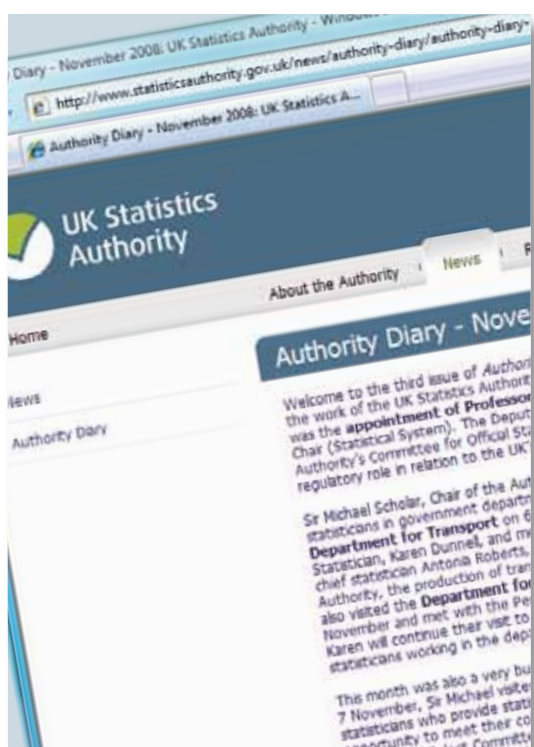 Diary - November 2008: UK Statistics Authority - Windows
http://www.statisticsauthority.gov.uk/news/authority-diary/authority-diary-
Authority Diary - November 2008: UK Statistics A...
UK Statistics
Authority
About the Authority News
Home
Authority Diary - Nove
News
Authority Diary
Welcome to the third issue of Author
the work of the UK Statistics Authorit
was the appointment of Professor
Chair (Statistical System). The Deput
Authority's Committee for Official Sta
regulatory role in relation to the UK'
Sir Michael Scholar, Chair of the Aut
statisticians in government departm
Department for Transport on 6
Statistician, Karen Dunnell, and m
chief statistician Antonia Roberts,
Authority, the production of tran
also visited the Department for
November and met with the Pe
Karen will continue their visit to
statisticians working in the depa
This month was also a very bu
7 November, Sir Michael visite
statisticians who provide stati
opportunity to meet their co
Committe